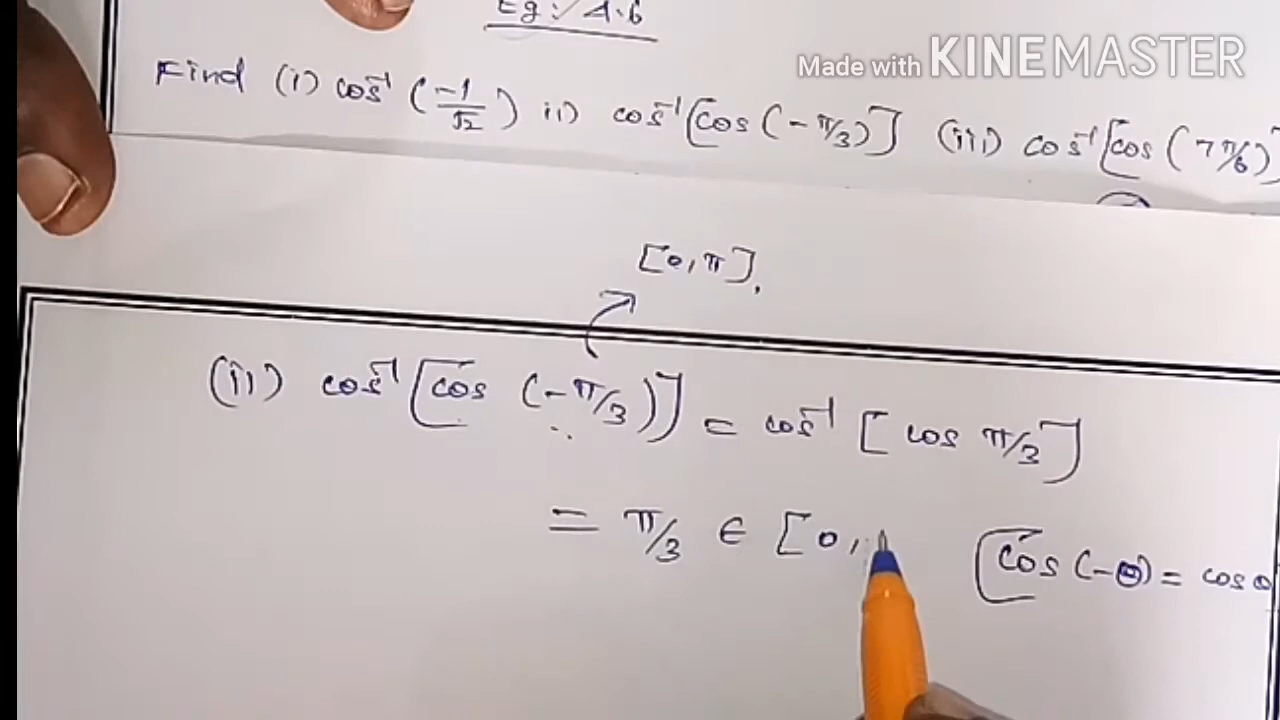 Eg:/ 4.6
Made with KINEMASTER
Find (i) cos⁻¹ (-1/√2) ii) cos⁻¹[cos (-π/3)] (iii) cos⁻¹[cos (7π/6)]
[0, π].
(ii) cos⁻¹[cos (-π/3)] = cos⁻¹ [cos π/3]
= π/3 ∈ [0,
[cos (-θ) = cos θ